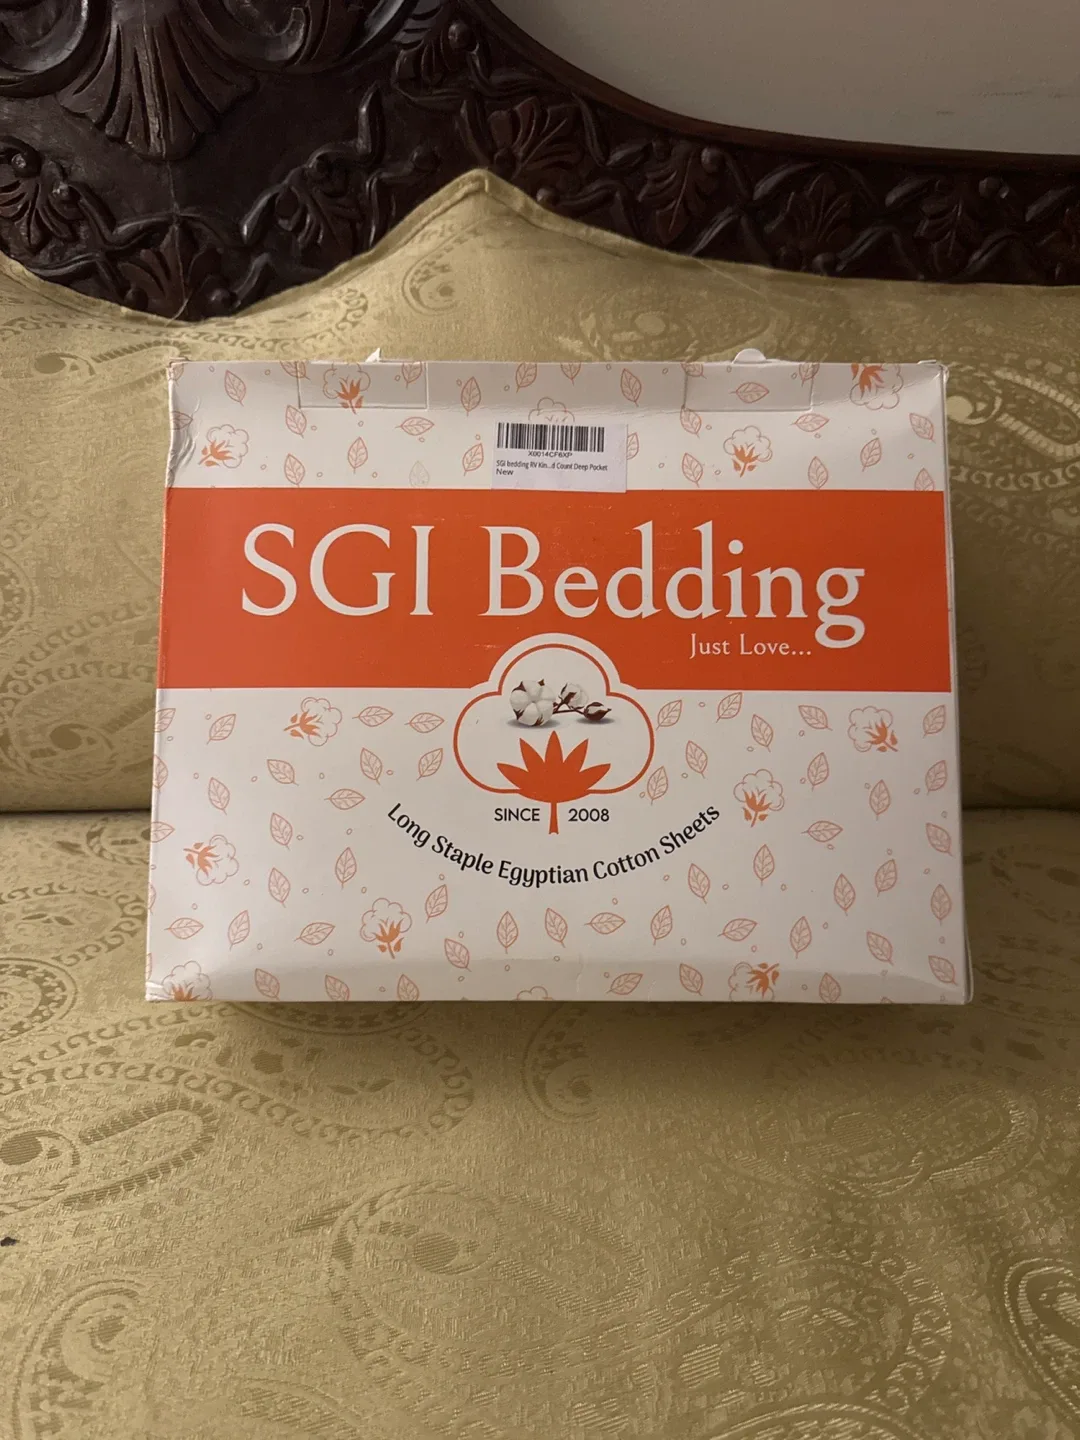 X0014CF6XP
SGI bedding RV Kin...d Count Deep Pocket
New
SGI Bedding
Just Love...
SINCE 2008
Long Staple Egyptian Cotton Sheets